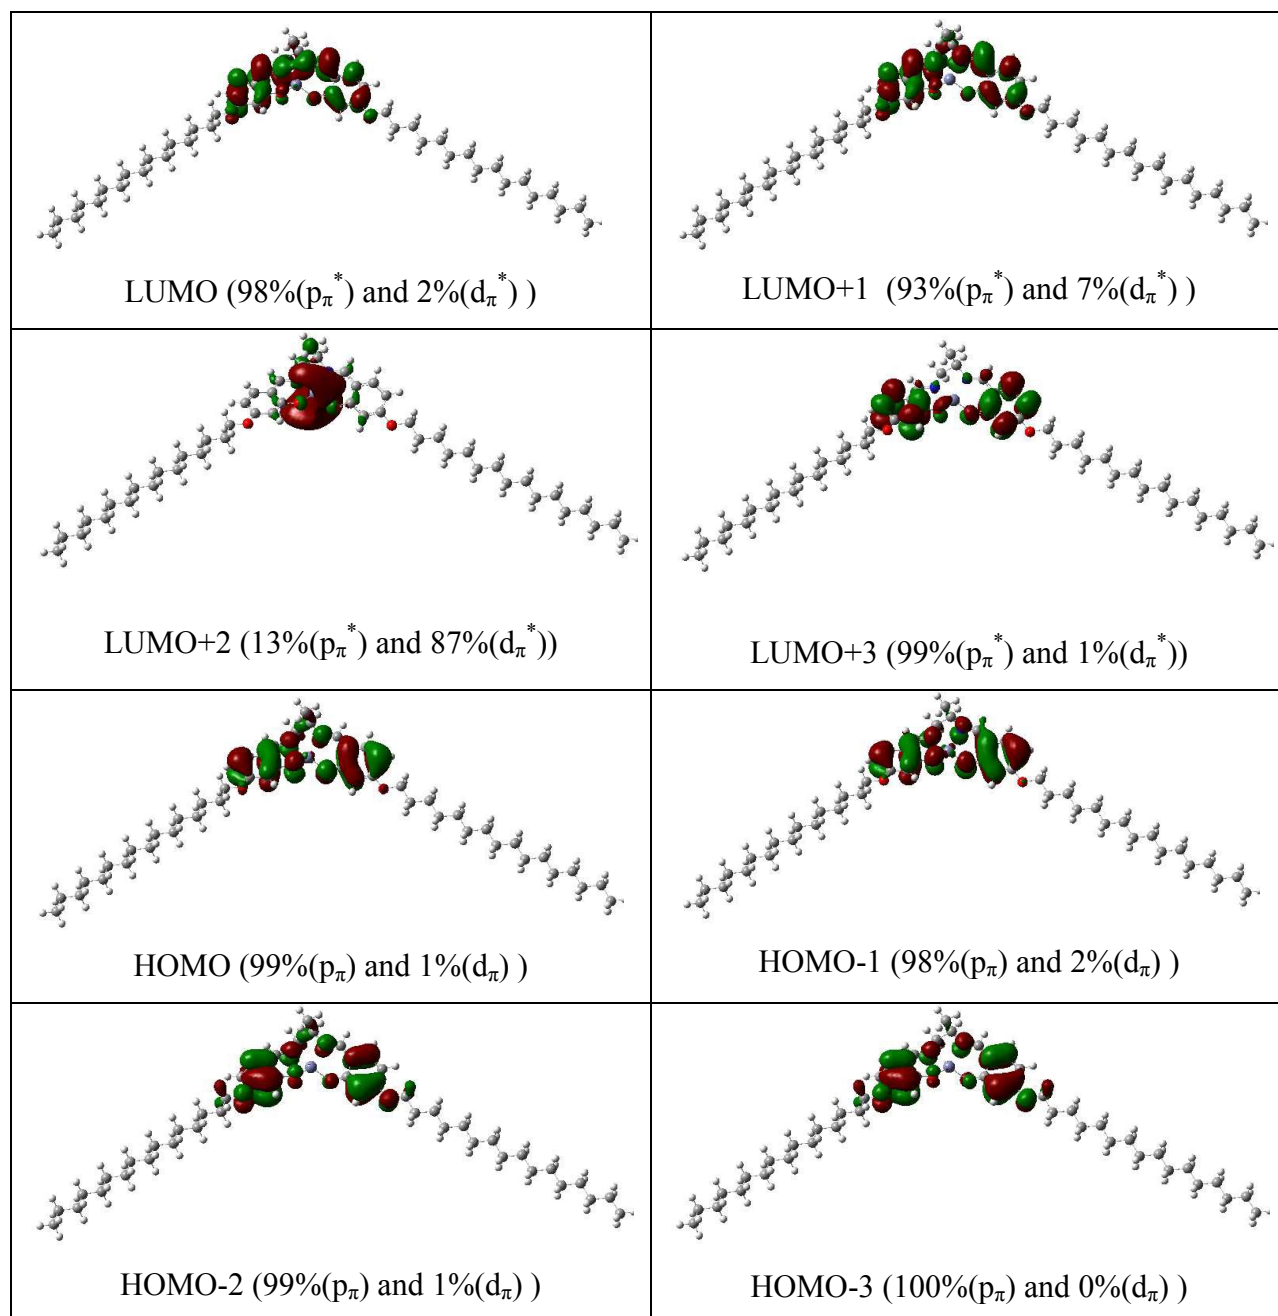 LUMO (98%(pπ*) and 2%(dπ*) )
LUMO+1 (93%(pπ*) and 7%(dπ*) )
LUMO+2 (13%(pπ*) and 87%(dπ*))
LUMO+3 (99%(pπ*) and 1%(dπ*))
HOMO (99%(pπ) and 1%(dπ) )
HOMO-1 (98%(pπ) and 2%(dπ) )
HOMO-2 (99%(pπ) and 1%(dπ) )
HOMO-3 (100%(pπ) and 0%(dπ) )